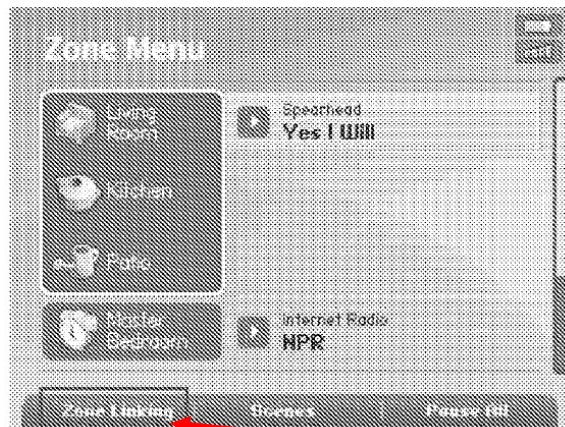 Zone Menu
Living
Room
Spearhead
Yes I Will
Kitchen
Patio
Master
Bedroom
Internet Radio
NPR
Zone Linking
Scenes
Pause All